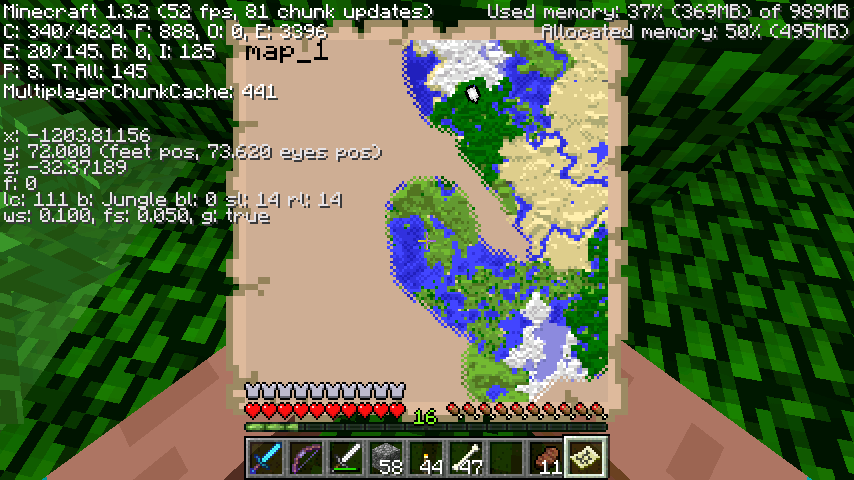 Minecraft 1.3.2 (52 fps, 81 chunk updates)
Used memory: 37% (369MB) of 989MB
C: 340/4624, F: 888, O: 0, E: 3396
Allocated memory: 50% (495MB)
E: 20/145, B: 0, I: 125
map_1
P: 8, T: All: 145
MultiplayerChunkCache: 441
x: -1203.81156
y: 72.000 (feet pos, 73.620 eyes pos)
z: -32.37189
f: 0
lc: 111 b: Jungle bl: 0 sl: 14 rl: 14
ws: 0.100, fs: 0.050, g: true
16
58
44
47
11